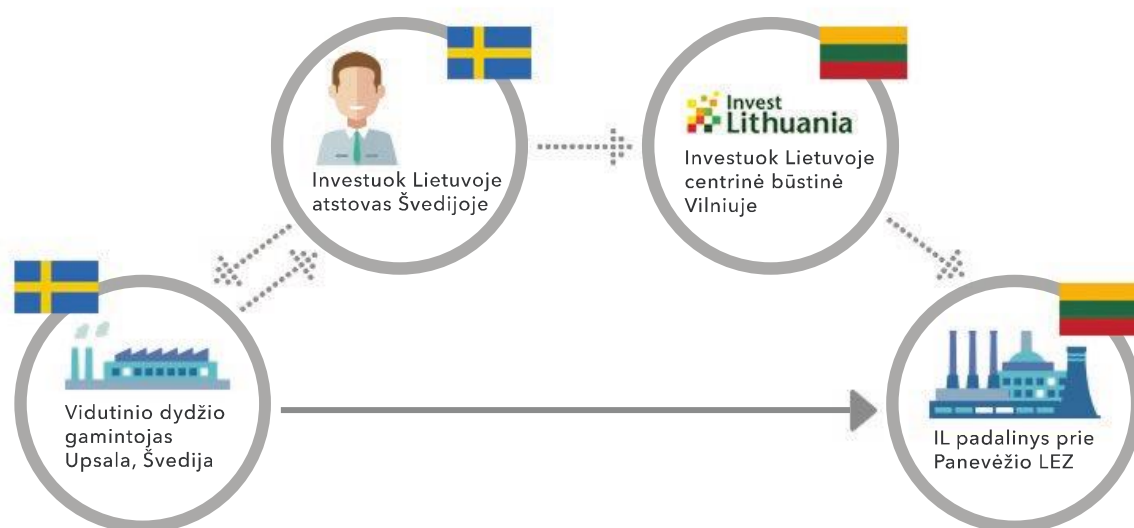 Investuok Lietuvoje
atstovas Švedijoje
Invest
Lithuania
Investuok Lietuvoje
centrinė būstinė
Vilniuje
Vidutinio dydžio
gamintojas
Upsala, Švedija
IL padalinys prie
Panevėžio LEZ